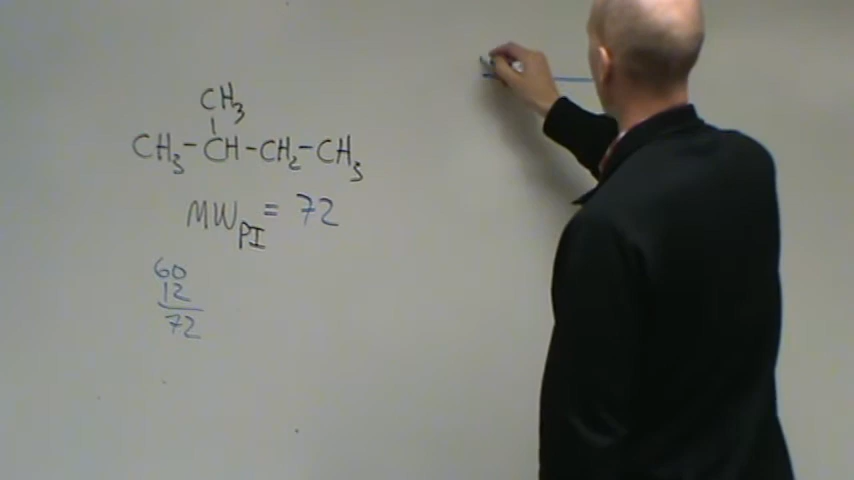 CH3
CH3-CH-CH2-CH3
MWPI = 72
60
12
72